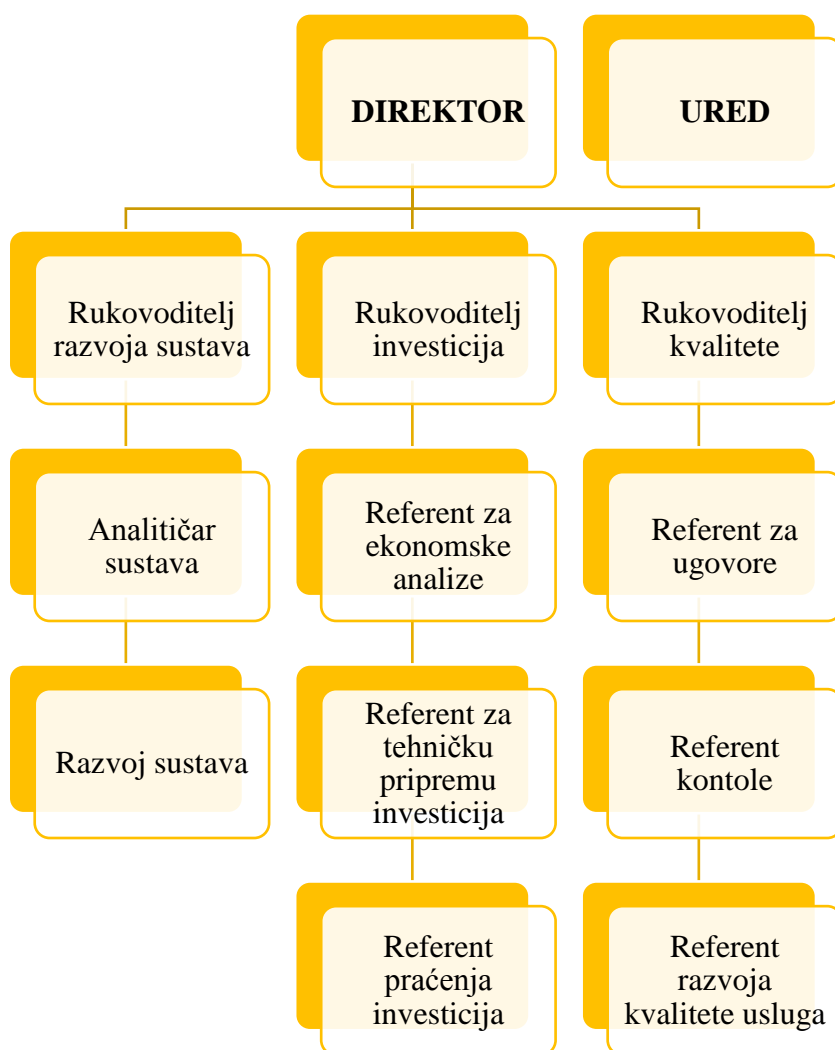 DIREKTOR
URED
Rukovoditelj
razvoja sustava
Rukovoditelj
investicija
Rukovoditelj
kvalitete
Analitičar
sustava
Referent za
ekonomske
analize
Referent za
ugovore
Razvoj sustava
Referent za
tehničku
pripremu
investicija
Referent
kontole
Referent
praćenja
investicija
Referent
razvoja
kvalitete usluga